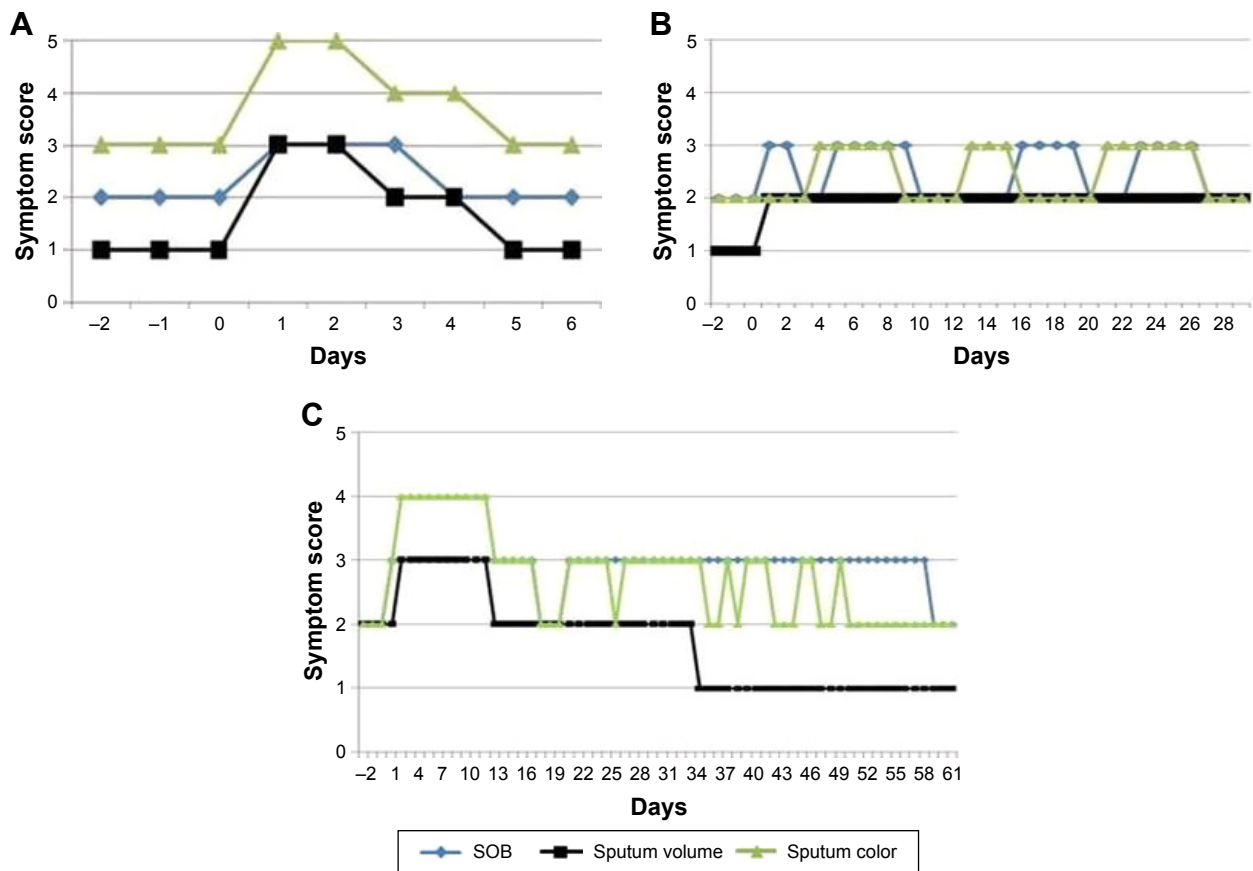 A
Symptom score
5
4
3
2
1
0
–2 –1 0 1 2 3 4 5 6
Days
B
Symptom score
5
4
3
2
1
0
–2 0 2 4 6 8 10 12 14 16 18 20 22 24 26 28
Days
C
Symptom score
5
4
3
2
1
0
–2 1 4 7 10 13 16 19 22 25 28 31 34 37 40 43 46 49 52 55 58 61
Days
SOB Sputum volume Sputum color